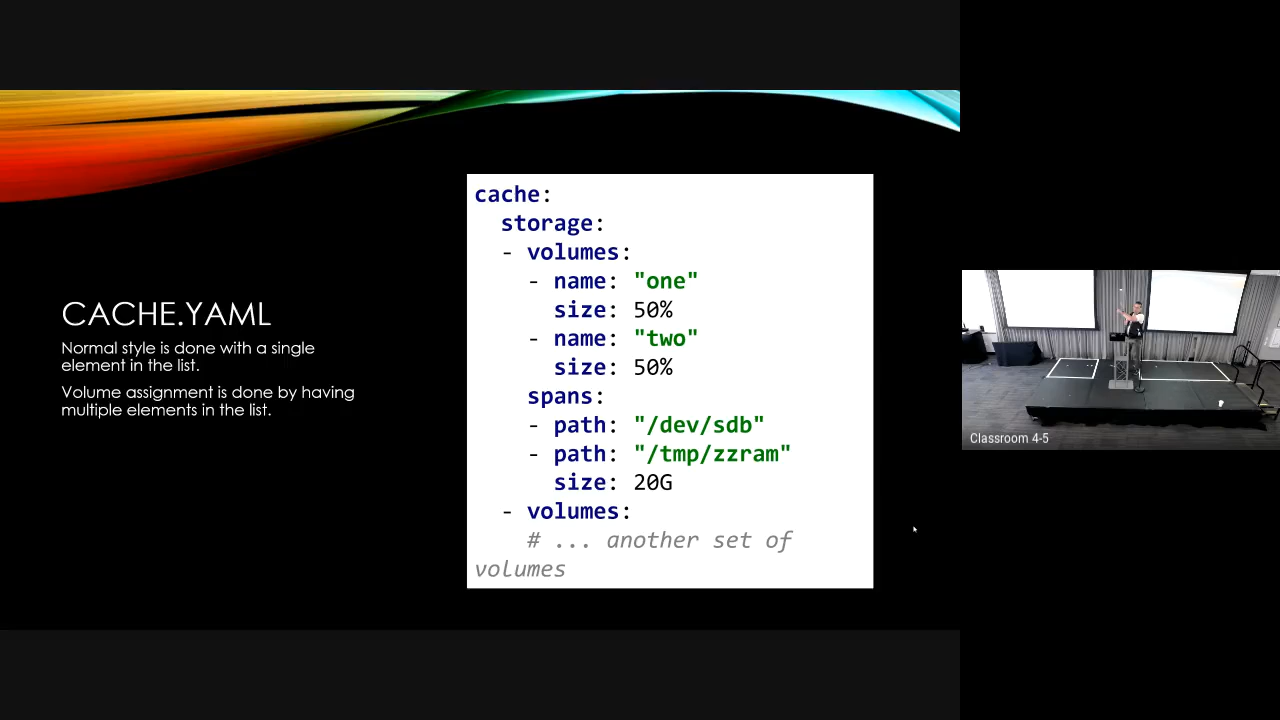 CACHE.YAML
Normal style is done with a single
element in the list.
Volume assignment is done by having
multiple elements in the list.
cache:
  storage:
  - volumes:
    - name: "one"
      size: 50%
    - name: "two"
      size: 50%
    spans:
    - path: "/dev/sdb"
    - path: "/tmp/zzram"
      size: 20G
  - volumes:
    # ... another set of
volumes
Classroom 4-5